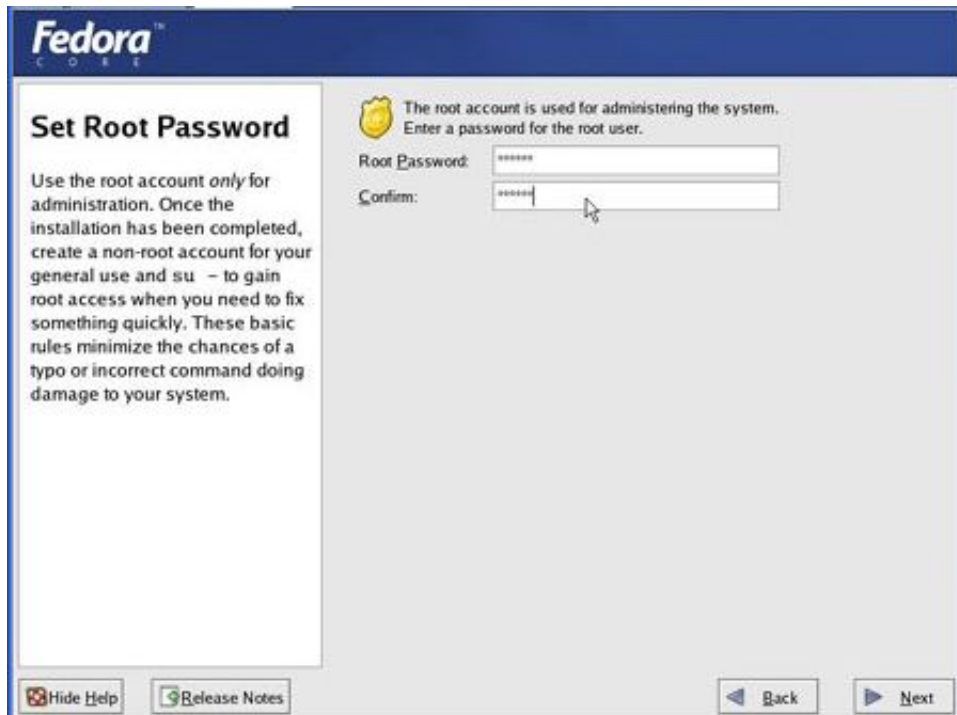 Fedora™
CORE
Set Root Password
Use the root account only for
administration. Once the
installation has been completed,
create a non-root account for your
general use and su - to gain
root access when you need to fix
something quickly. These basic
rules minimize the chances of a
typo or incorrect command doing
damage to your system.
The root account is used for administering the system.
Enter a password for the root user.
Root Password: ******
Confirm: ******
Hide Help
Release Notes
Back
Next